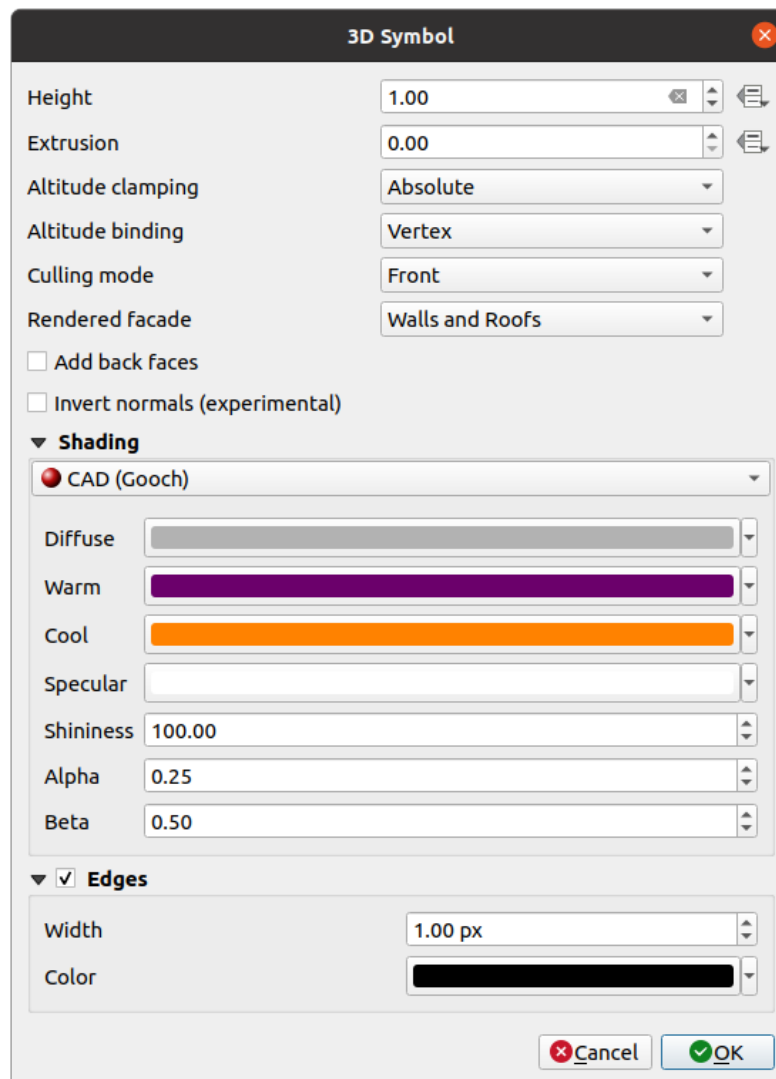 3D Symbol
Height 1.00
Extrusion 0.00
Altitude clamping Absolute
Altitude binding Vertex
Culling mode Front
Rendered facade Walls and Roofs
Add back faces
Invert normals (experimental)
Shading
CAD (Gooch)
Diffuse
Warm
Cool
Specular
Shininess 100.00
Alpha 0.25
Beta 0.50
Edges
Width 1.00 px
Color
Cancel OK